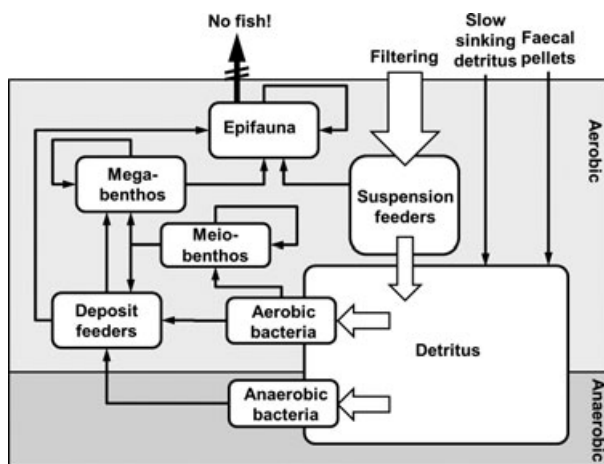 No fish!
Filtering
Slow
sinking
detritus
Faecal
pellets
Epifauna
Mega-
benthos
Suspension
feeders
Meio-
benthos
Deposit
feeders
Aerobic
bacteria
Detritus
Anaerobic
bacteria
Aerobic
Anaerobic